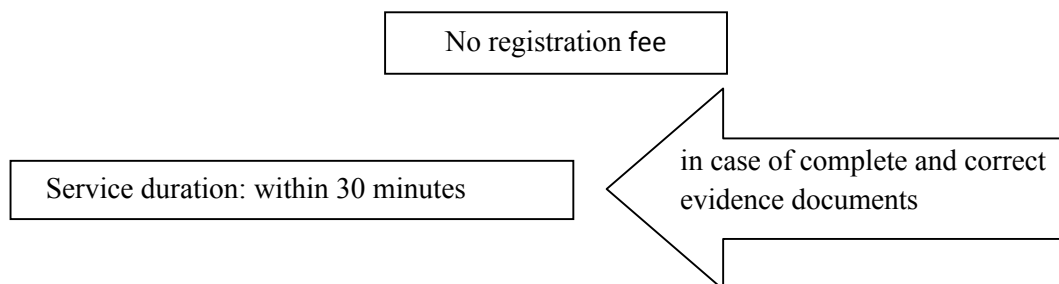 No registration fee
Service duration: within 30 minutes
in case of complete and correct
evidence documents